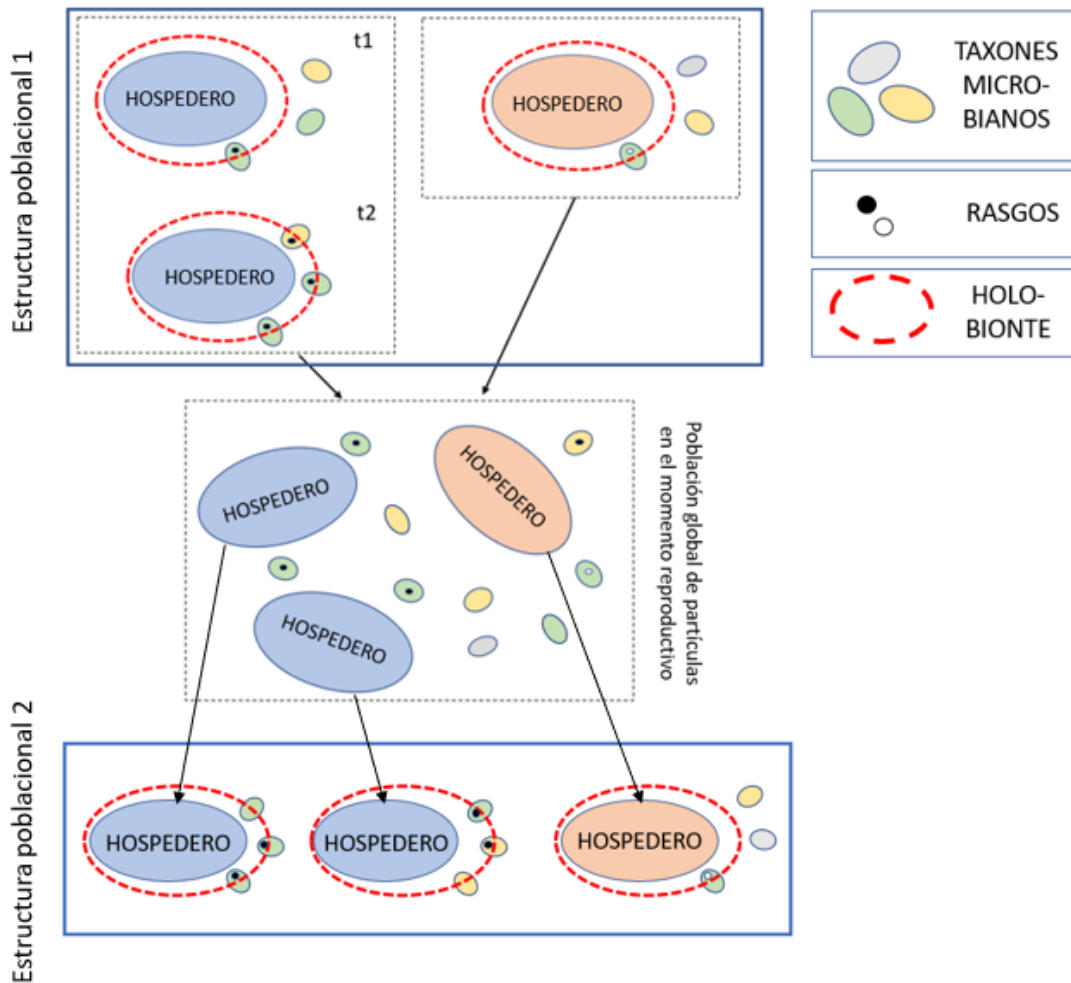 Estructura poblacional 1
t1
HOSPEDERO
t2
HOSPEDERO
HOSPEDERO
TAXONES
MICRO-
BIANOS
RASGOS
HOLO-
BIONTE
HOSPEDERO
HOSPEDERO
HOSPEDERO
Población global de partículas
en el momento reproductivo
Estructura poblacional 2
HOSPEDERO
HOSPEDERO
HOSPEDERO